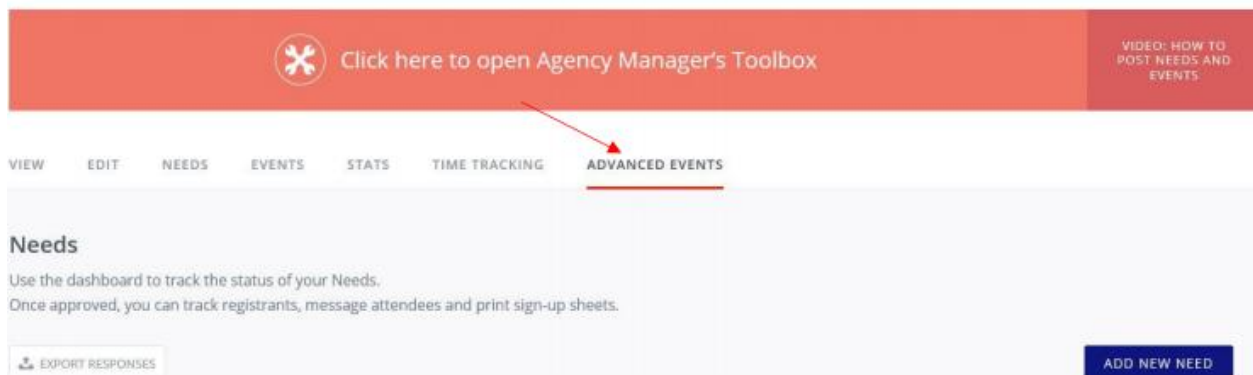 Click here to open Agency Manager's Toolbox
VIDEO: HOW TO
POST NEEDS AND
EVENTS
VIEW EDIT NEEDS EVENTS STATS TIME TRACKING ADVANCED EVENTS
Needs
Use the dashboard to track the status of your Needs.
Once approved, you can track registrants, message attendees and print sign-up sheets.
EXPORT RESPONSES
ADD NEW NEED